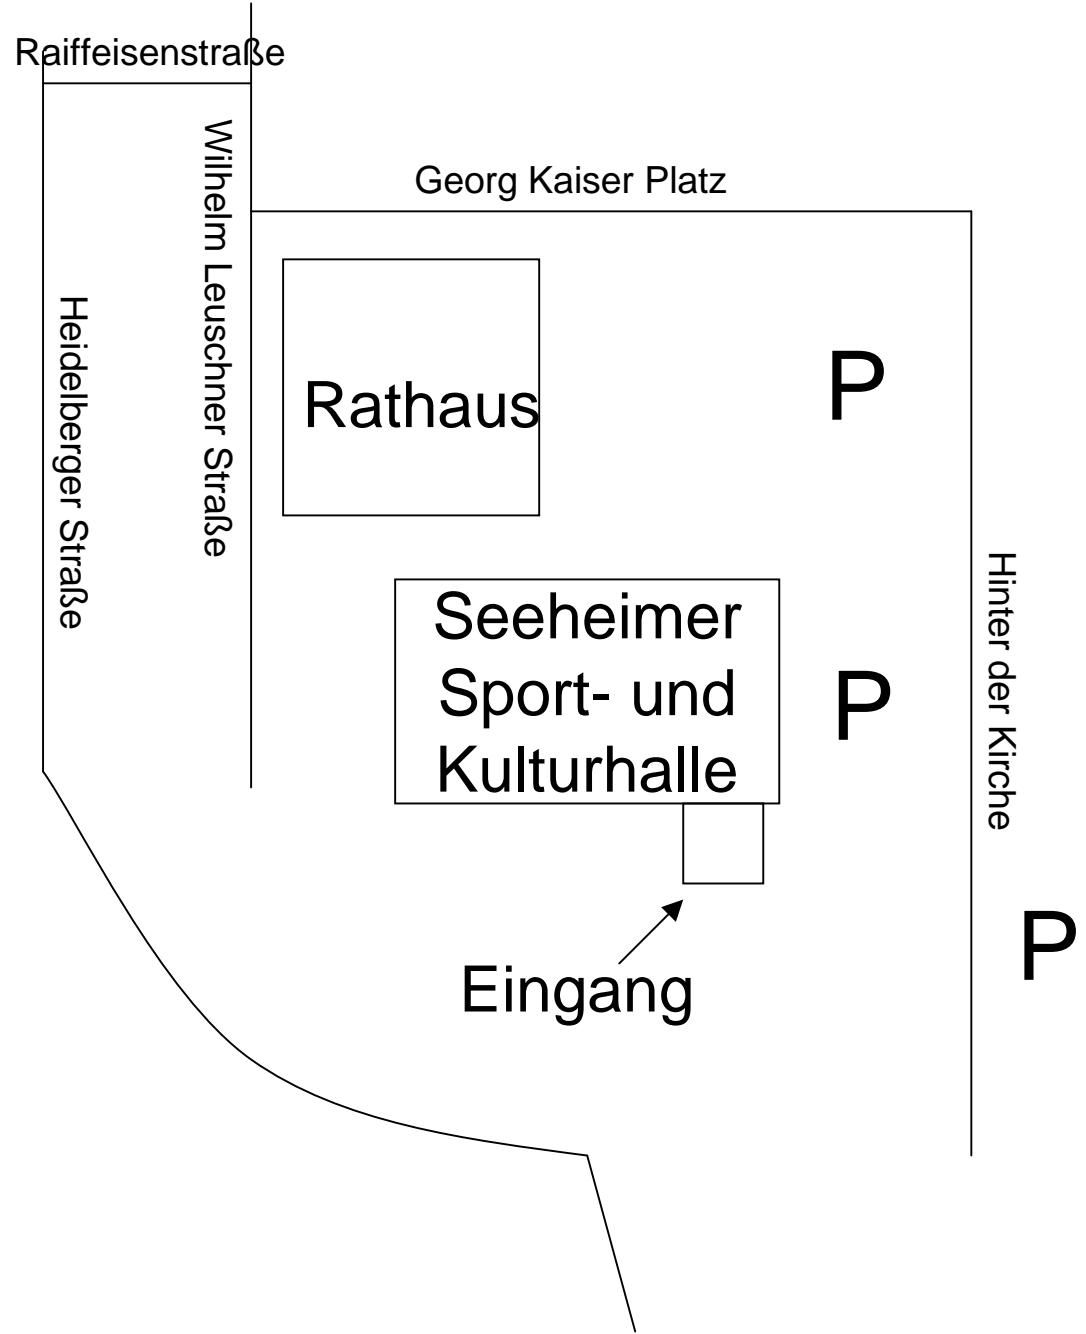 Raiffeisenstraße
Wilhelm Leuschner Straße
Georg Kaiser Platz
Heidelberger Straße
Rathaus
P
Hinter der Kirche
Seeheimer
Sport- und
Kulturhalle
P
P
Eingang